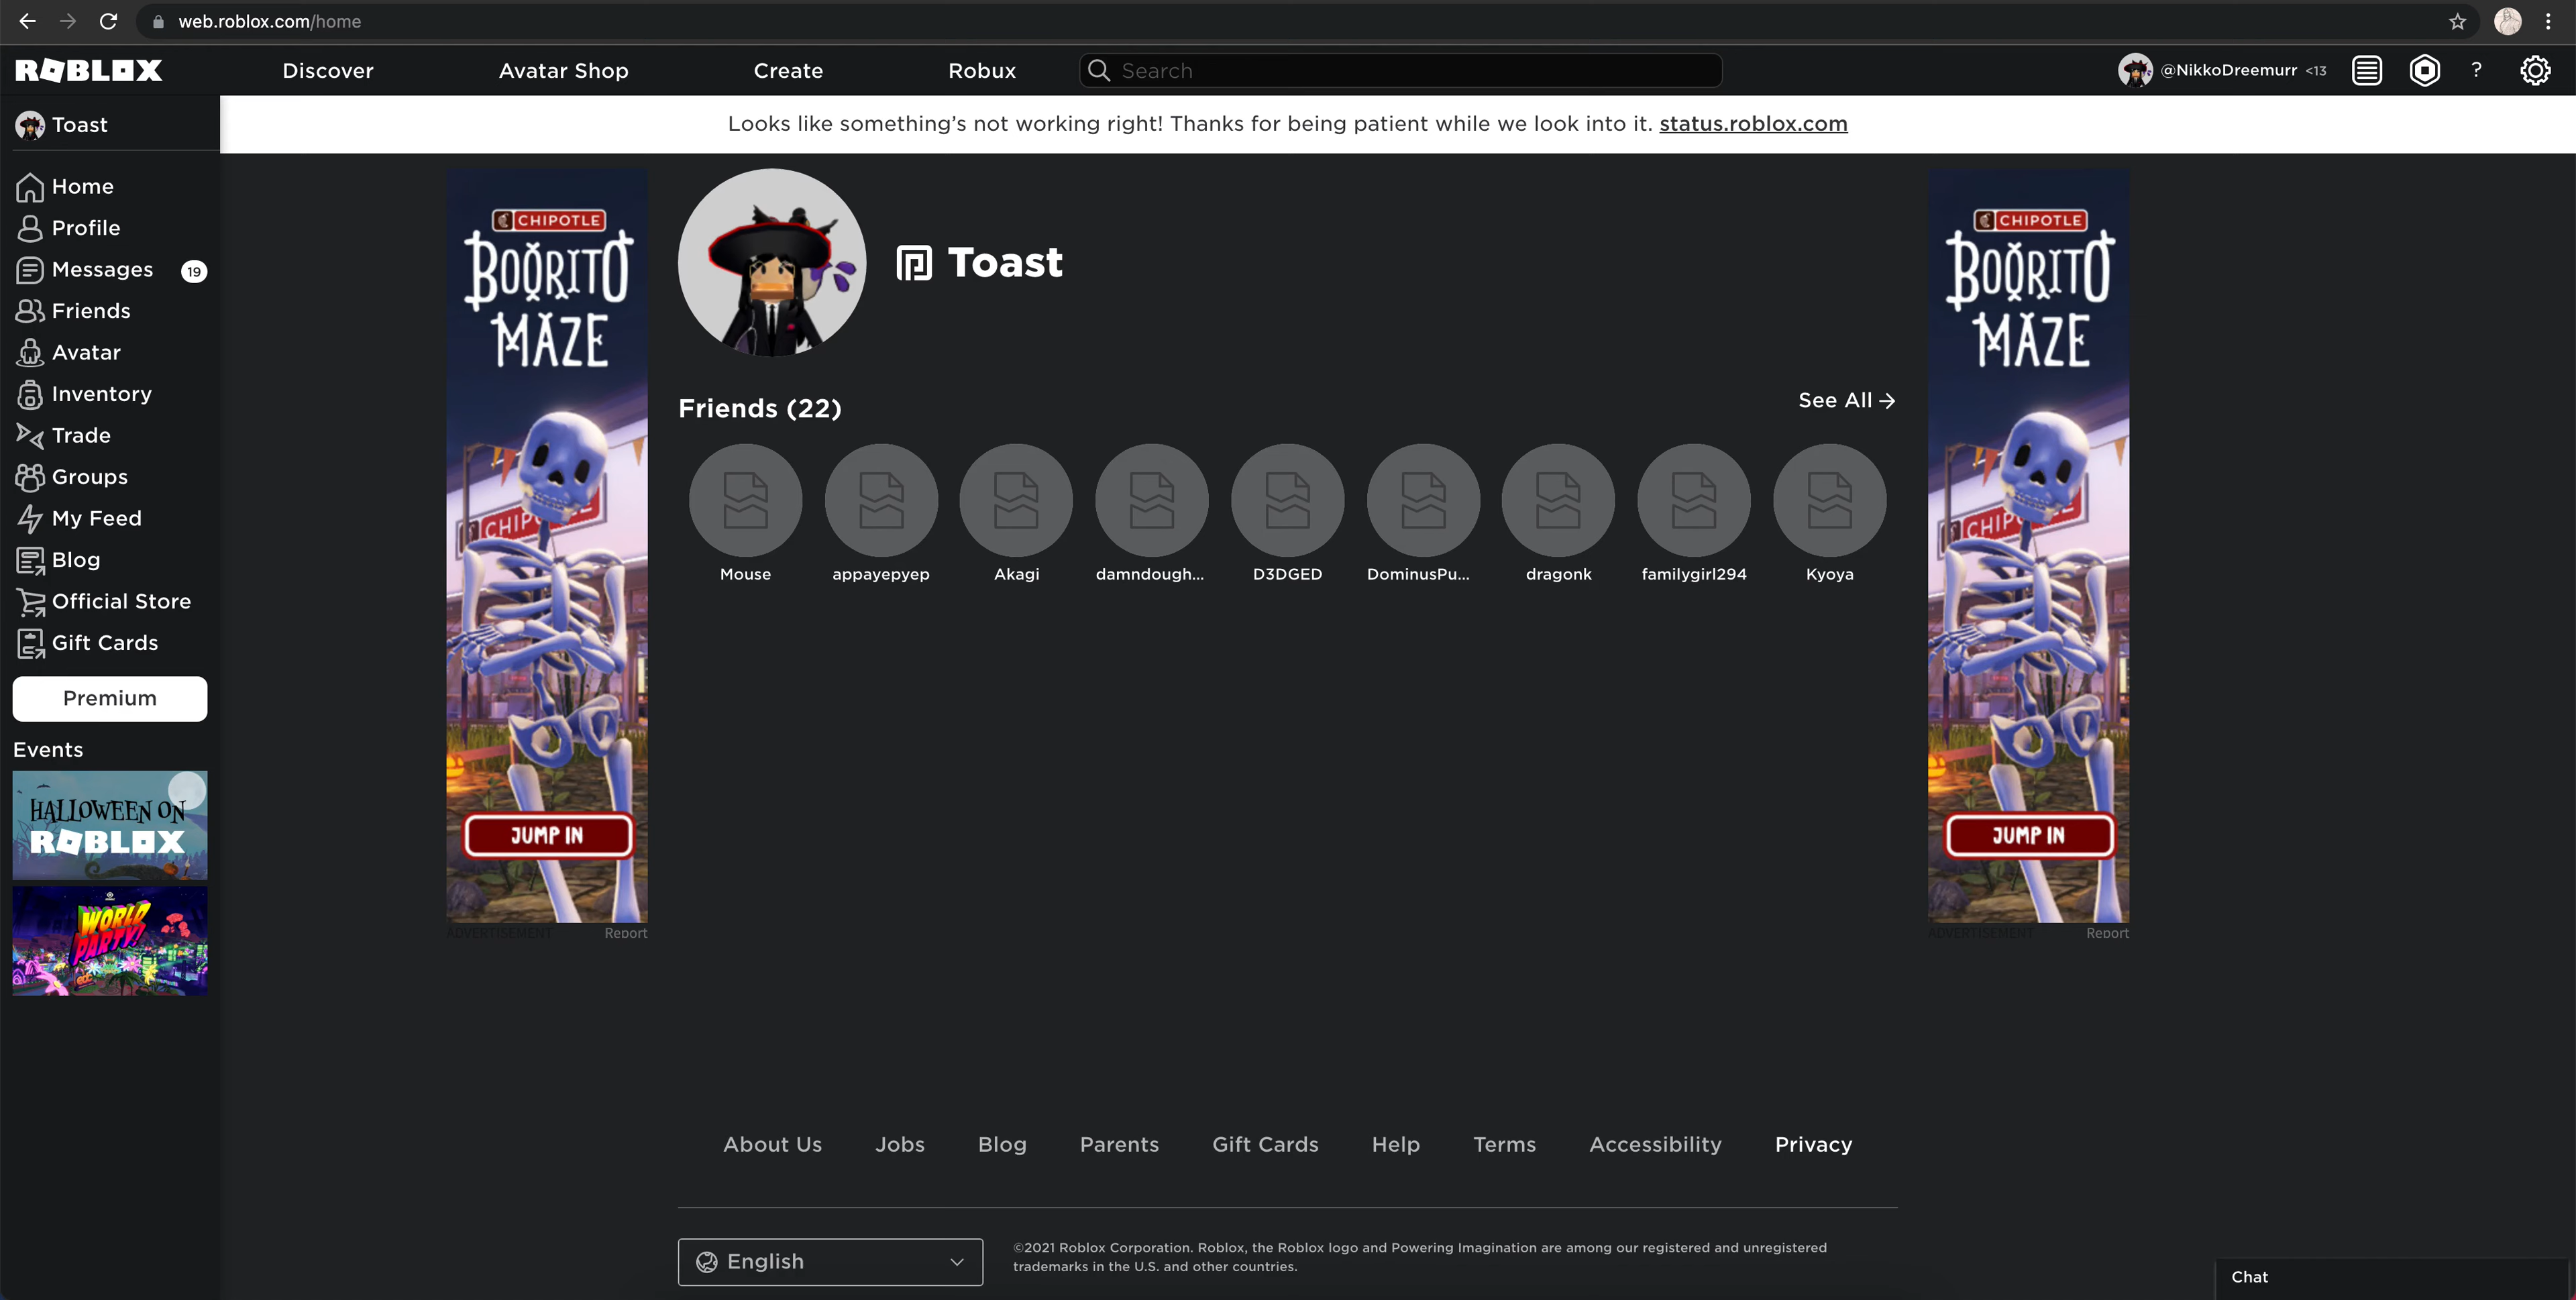 web.roblox.com/home
ROBLOX
Discover
Avatar Shop
Create
Robux
Search
@NikkoDreemurr <13
?
Toast
Looks like something’s not working right! Thanks for being patient while we look into it. status.roblox.com
Home
Profile
Messages 19
Friends
Avatar
Inventory
Trade
Groups
My Feed
Blog
Official Store
Gift Cards
Premium
Events
HALLOWEEN ON
ROBLOX
WORLD
PARTY!
CHIPOTLE
BOORITO
MAZE
CHIP
JUMP IN
ADVERTISEMENT
Report
Toast
Friends (22)
See All
Mouse
appayepyep
Akagi
damndough...
D3DGED
DominusPu...
dragonk
familygirl294
Kyoya
CHIPOTLE
BOORITO
MAZE
CHIP
JUMP IN
ADVERTISEMENT
Report
About Us
Jobs
Blog
Parents
Gift Cards
Help
Terms
Accessibility
Privacy
English
©2021 Roblox Corporation. Roblox, the Roblox logo and Powering Imagination are among our registered and unregistered
trademarks in the U.S. and other countries.
Chat